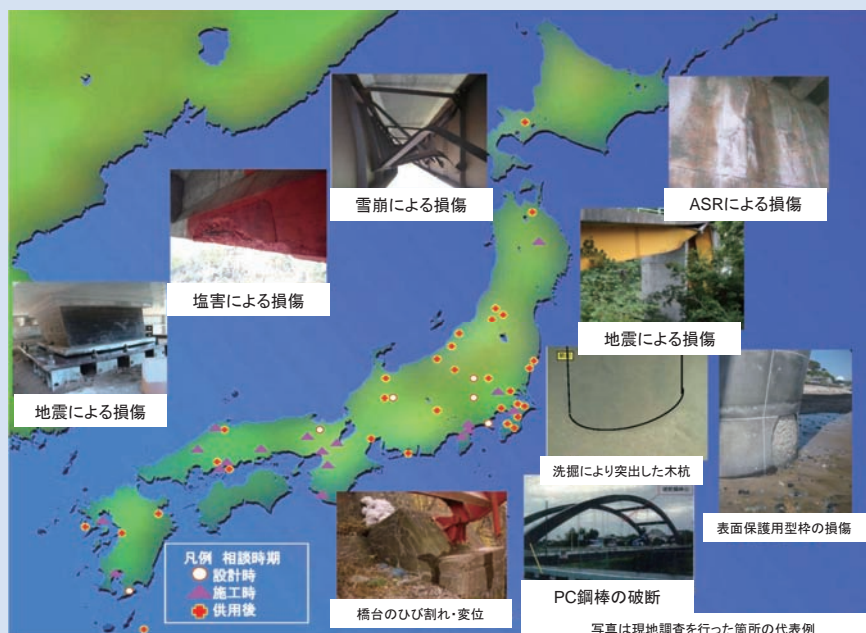 雪崩による損傷
ASRによる損傷
塩害による損傷
地震による損傷
地震による損傷
洗掘により突出した木杭
表面保護用型枠の損傷
凡例 相談時期
設計時
施工時
供用後
橋台のひび割れ・変位
PC鋼棒の破断
写真は現地調査を行った箇所の代表例